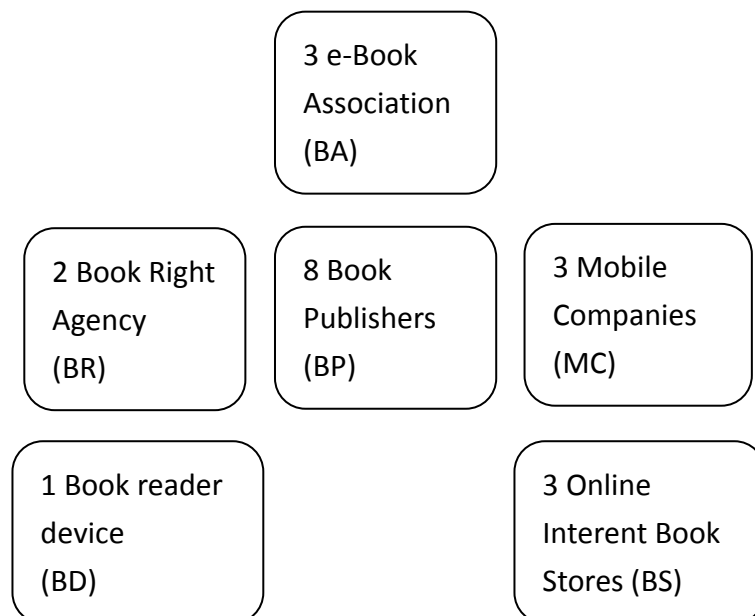 3 e-Book
Association
(BA)
2 Book Right
Agency
(BR)
8 Book
Publishers
(BP)
3 Mobile
Companies
(MC)
1 Book reader
device
(BD)
3 Online
Interent Book
Stores (BS)